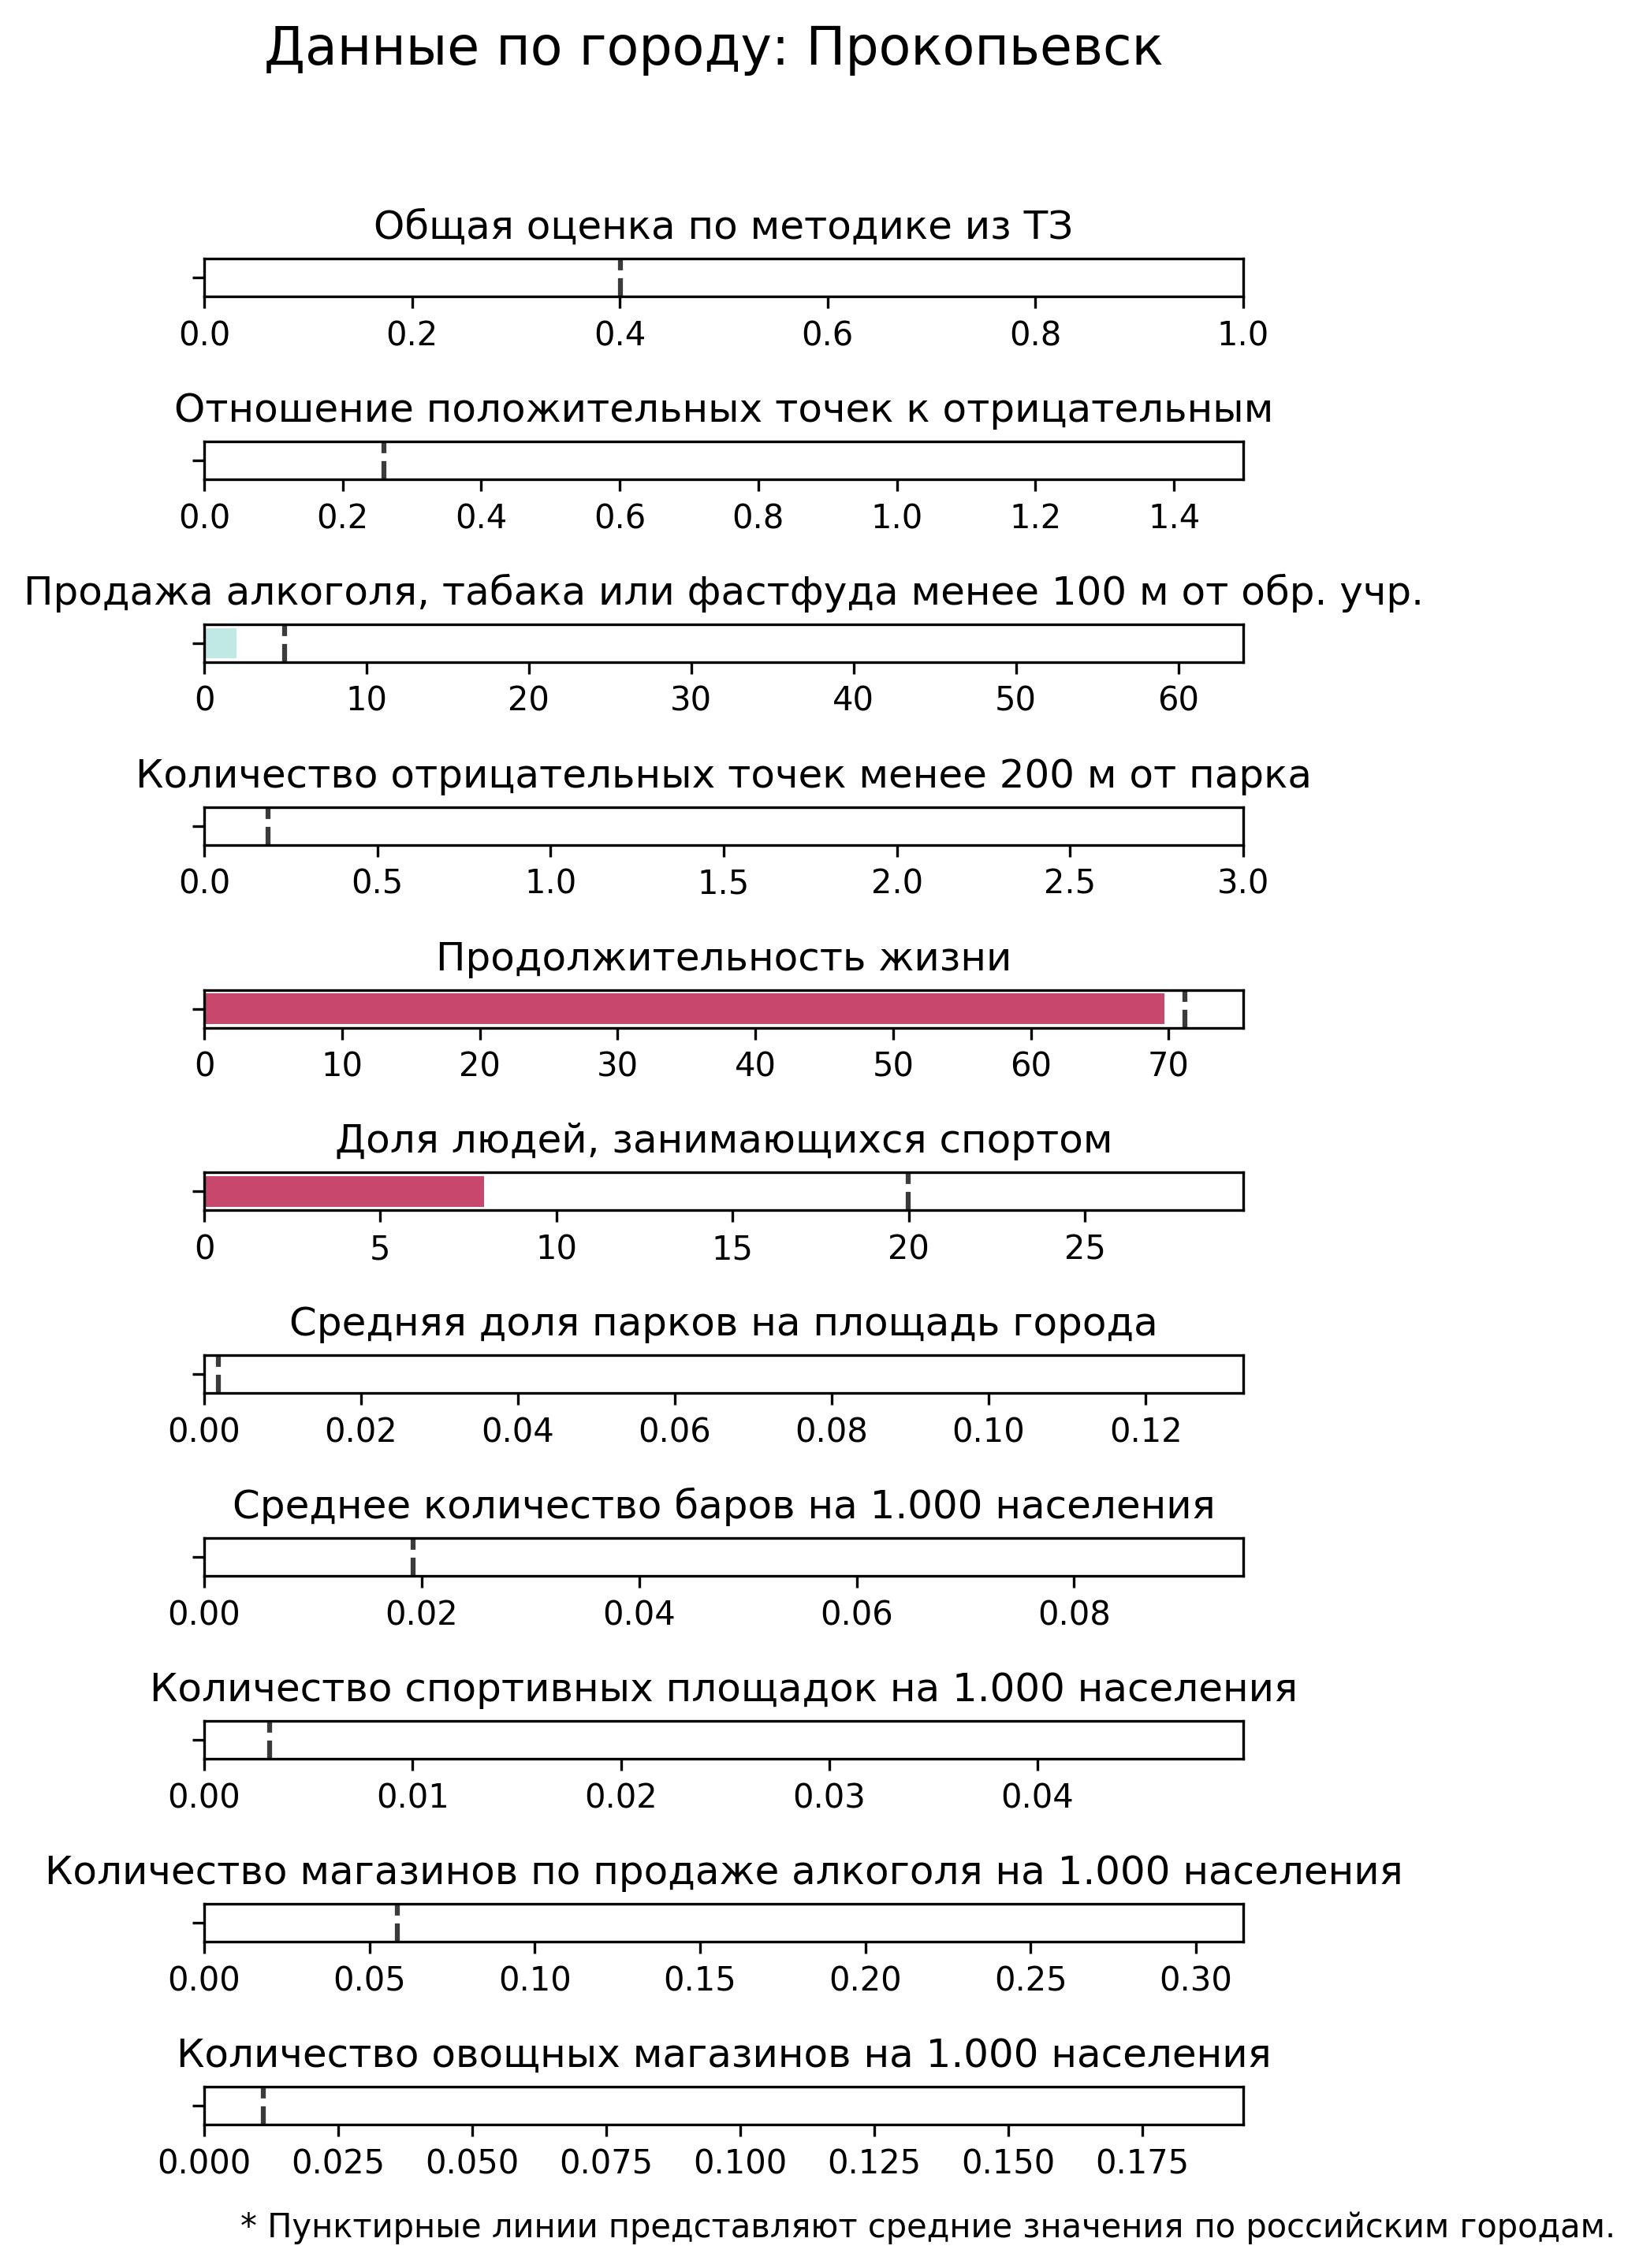 Данные по городу: Прокопьевск
Общая оценка по методике из ТЗ
0.0 0.2 0.4 0.6 0.8 1.0
Отношение положительных точек к отрицательным
0.0 0.2 0.4 0.6 0.8 1.0 1.2 1.4
Продажа алкоголя, табака или фастфуда менее 100 м от обр. учр.
0 10 20 30 40 50 60
Количество отрицательных точек менее 200 м от парка
0.0 0.5 1.0 1.5 2.0 2.5 3.0
Продолжительность жизни
0 10 20 30 40 50 60 70
Доля людей, занимающихся спортом
0 5 10 15 20 25
Средняя доля парков на площадь города
0.00 0.02 0.04 0.06 0.08 0.10 0.12
Среднее количество баров на 1.000 населения
0.00 0.02 0.04 0.06 0.08
Количество спортивных площадок на 1.000 населения
0.00 0.01 0.02 0.03 0.04
Количество магазинов по продаже алкоголя на 1.000 населения
0.00 0.05 0.10 0.15 0.20 0.25 0.30
Количество овощных магазинов на 1.000 населения
0.000 0.025 0.050 0.075 0.100 0.125 0.150 0.175
* Пунктирные линии представляют средние значения по российским городам.